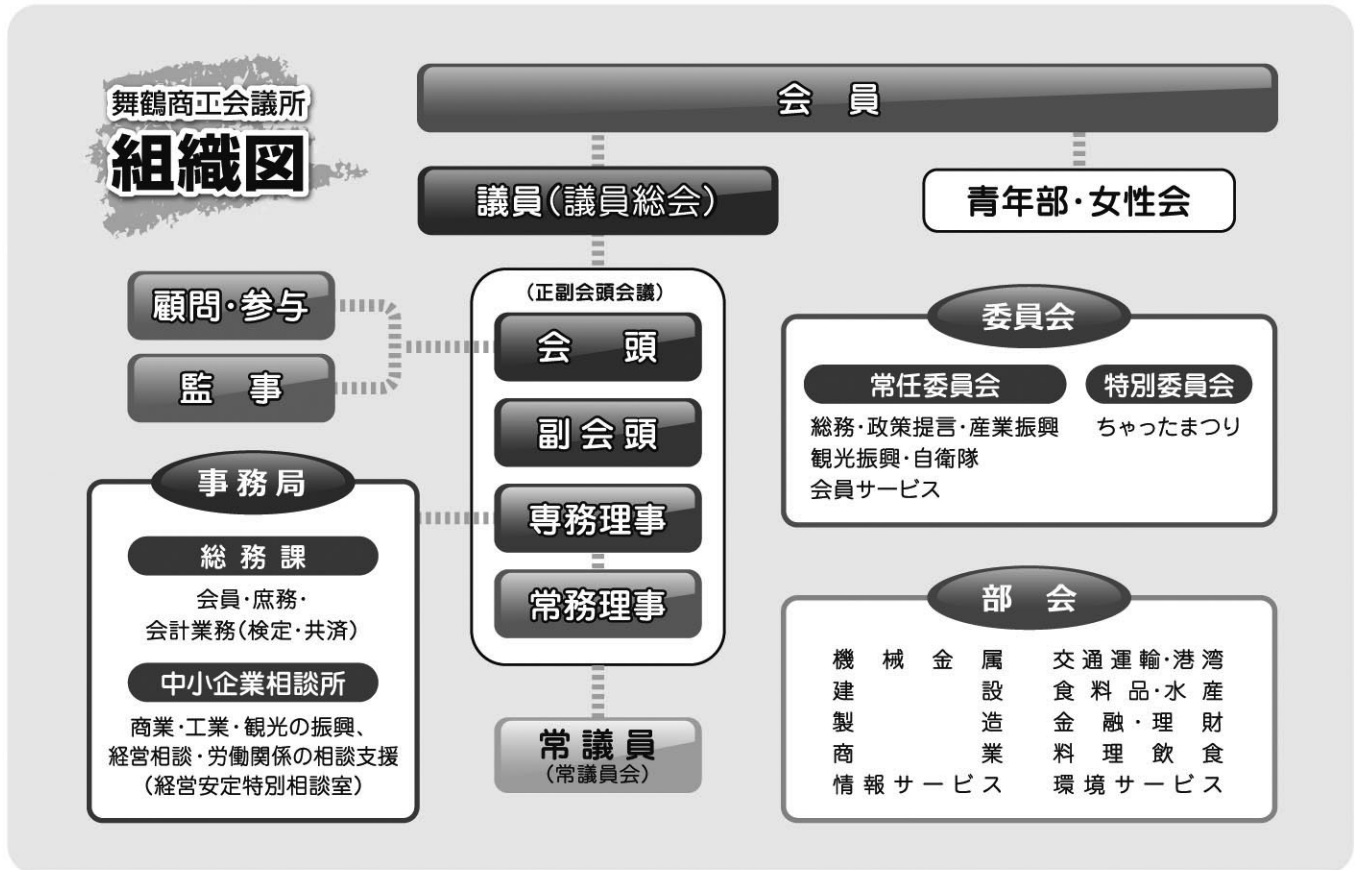 舞鶴商工会議所
組織図
会員
議員(議員総会)
青年部・女性会
顧問・参与
監事
(正副会頭会議)
会頭
副会頭
専務理事
常務理事
常議員
(常議員会)
事務局
総務課
会員・庶務・
会計業務(検定・共済)
中小企業相談所
商業・工業・観光の振興、
経営相談・労働関係の相談支援
(経営安定特別相談室)
委員会
常任委員会
総務・政策提言・産業振興
観光振興・自衛隊
会員サービス
特別委員会
ちゃったまつり
部会
機械金属
建設
製造
商業
情報サービス
交通運輸・港湾
食料品・水産
金融・理財
料理飲食
環境サービス